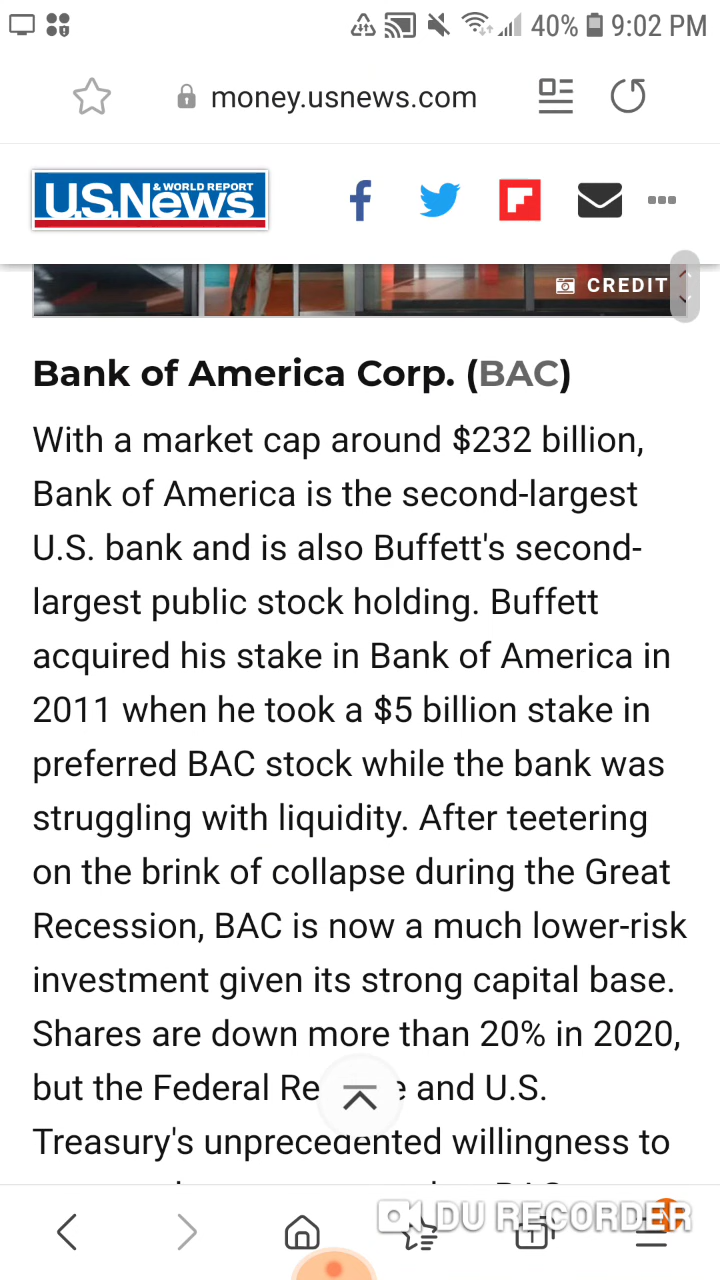 40% 9:02 PM
money.usnews.com
U.S.News & WORLD REPORT
CREDIT
Bank of America Corp. (BAC)
With a market cap around $232 billion,
Bank of America is the second-largest
U.S. bank and is also Buffett's second-
largest public stock holding. Buffett
acquired his stake in Bank of America in
2011 when he took a $5 billion stake in
preferred BAC stock while the bank was
struggling with liquidity. After teetering
on the brink of collapse during the Great
Recession, BAC is now a much lower-risk
investment given its strong capital base.
Shares are down more than 20% in 2020,
but the Federal Re e and U.S.
Treasury's unprecedented willingness to
DU RECORDER